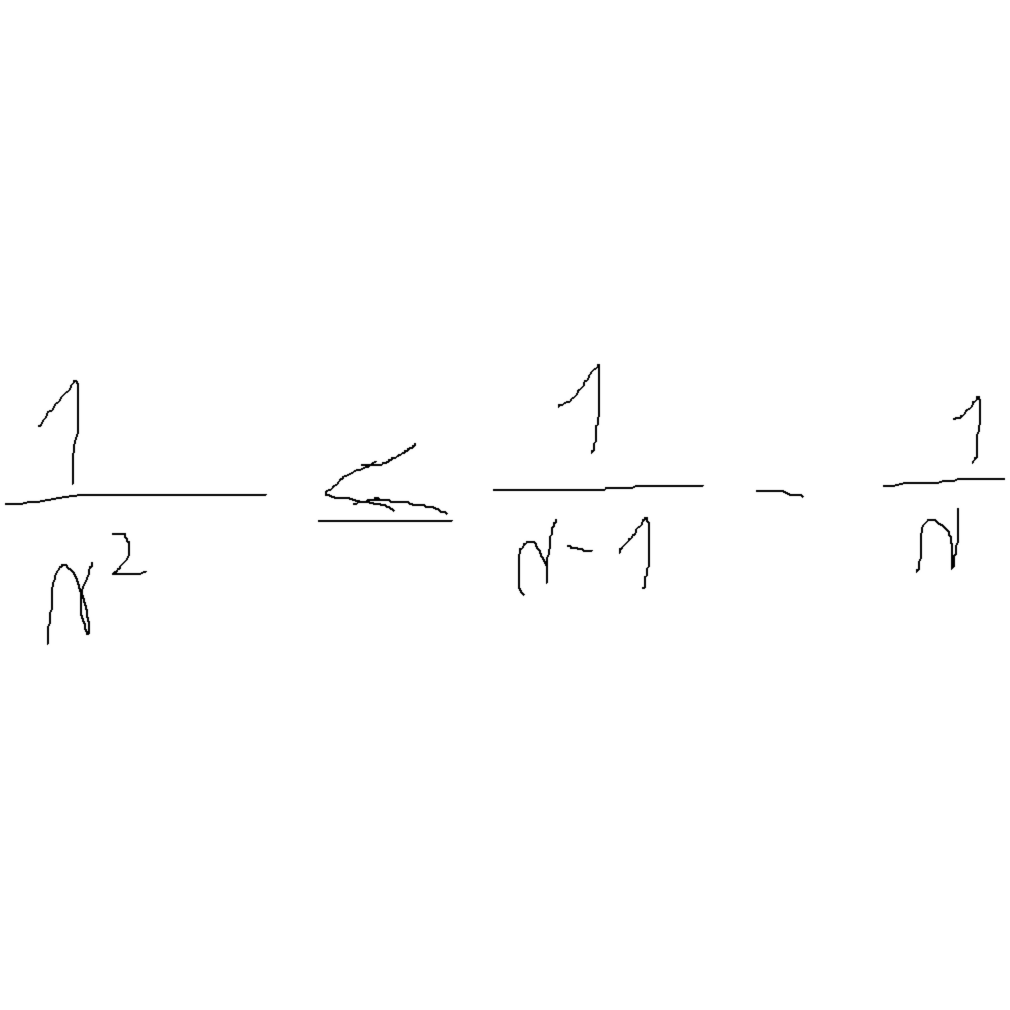 1/n² ≤ 1/(n-1) - 1/n